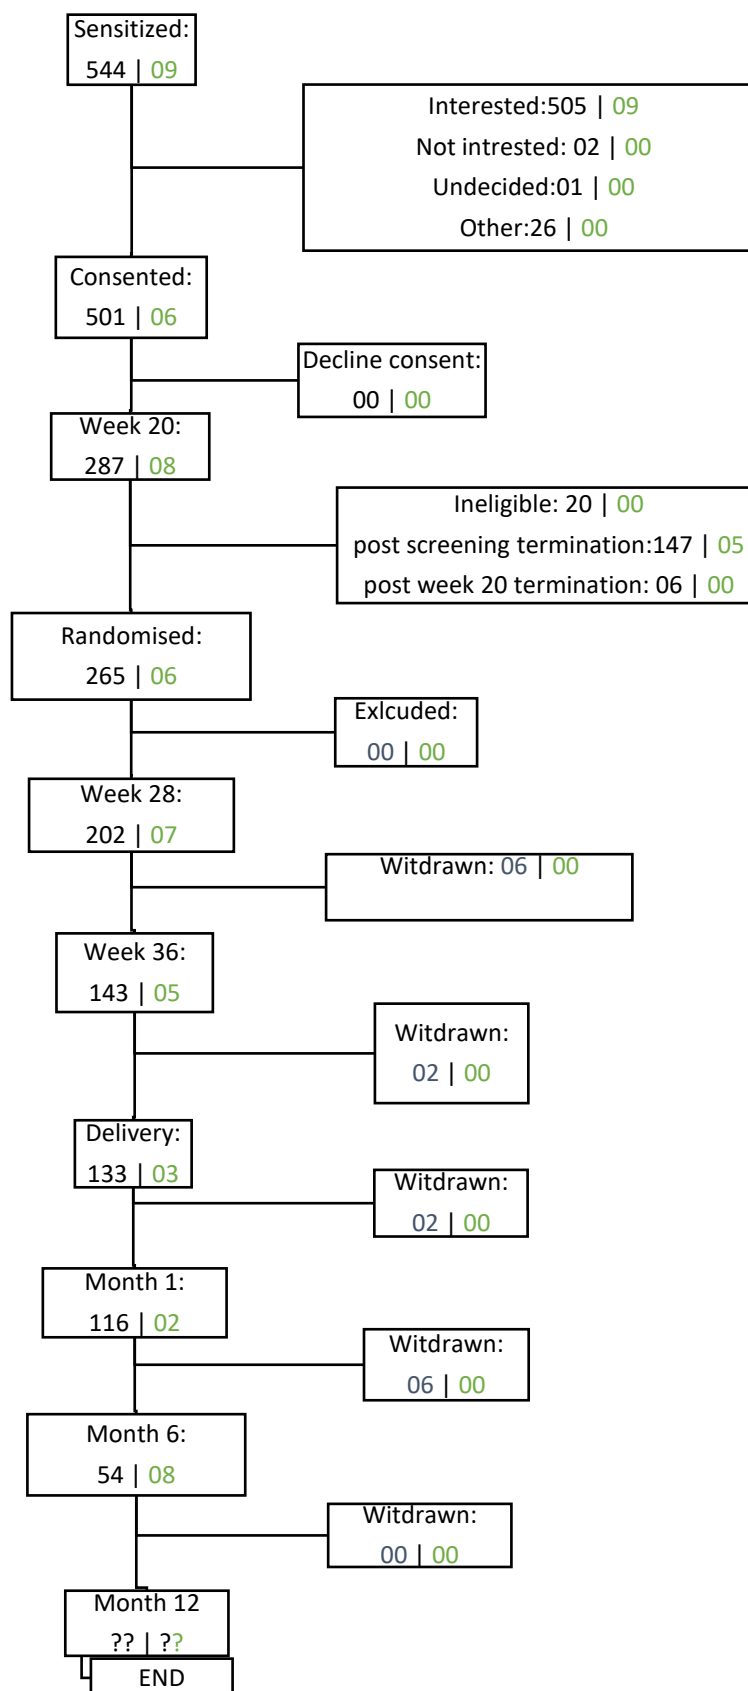 Sensitized:
544 | 09
Interested:505 | 09
Not intrested: 02 | 00
Undecided:01 | 00
Other:26 | 00
Consented:
501 | 06
Decline consent:
00 | 00
Week 20:
287 | 08
Ineligible: 20 | 00
post screening termination:147 | 05
post week 20 termination: 06 | 00
Randomised:
265 | 06
Exlcuded:
00 | 00
Week 28:
202 | 07
Witdrawn: 06 | 00
Week 36:
143 | 05
Witdrawn:
02 | 00
Delivery:
133 | 03
Witdrawn:
02 | 00
Month 1:
116 | 02
Witdrawn:
06 | 00
Month 6:
54 | 08
Witdrawn:
00 | 00
Month 12
?? | ??
END